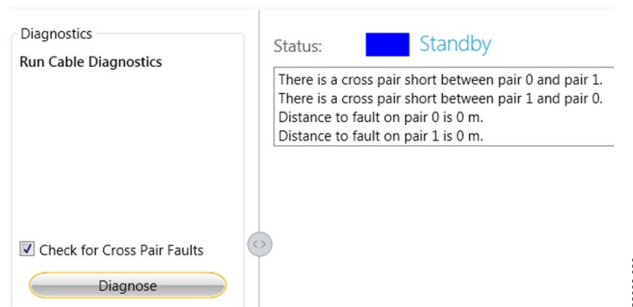 Diagnostics
Run Cable Diagnostics
Status:
Standby
There is a cross pair short between pair 0 and pair 1.
There is a cross pair short between pair 1 and pair 0.
Distance to fault on pair 0 is 0 m.
Distance to fault on pair 1 is 0 m.
Check for Cross Pair Faults
Diagnose